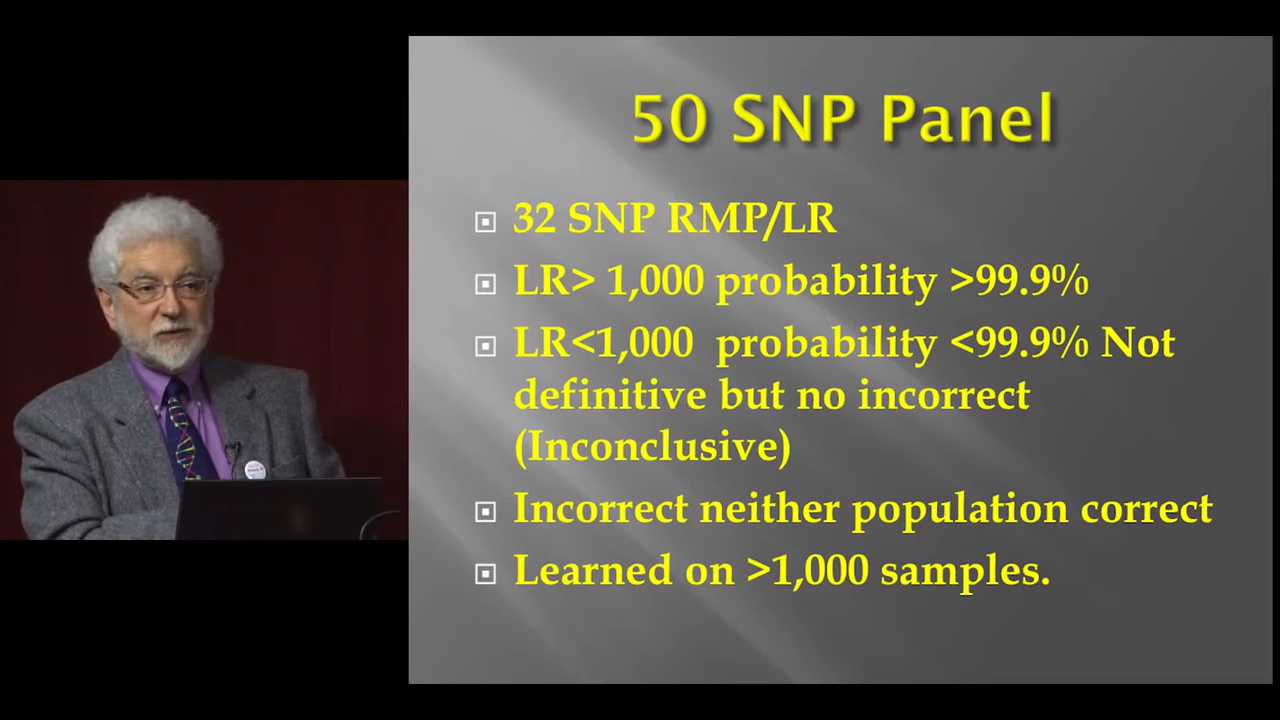 50 SNP Panel
32 SNP RMP/LR
LR> 1,000 probability >99.9%
LR<1,000 probability <99.9% Not
definitive but no incorrect
(Inconclusive)
Incorrect neither population correct
Learned on >1,000 samples.